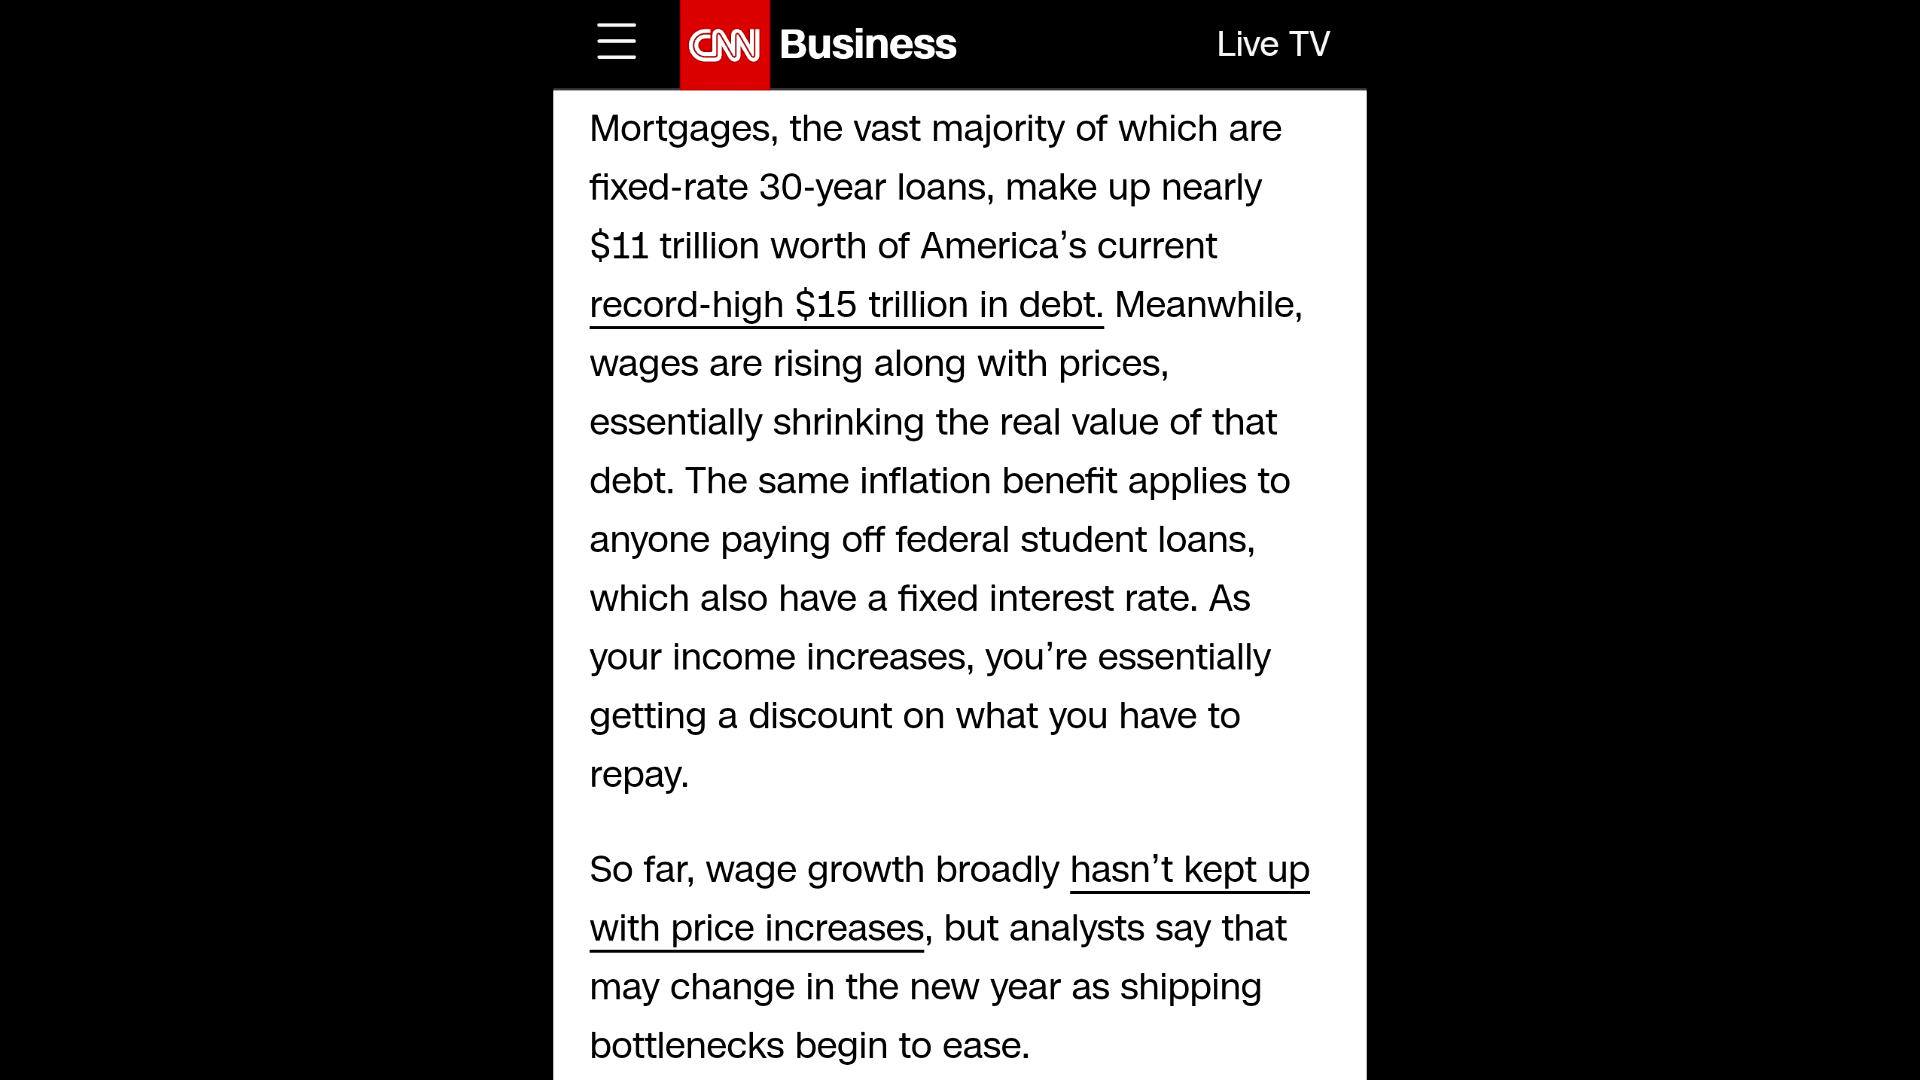 CNN Business
Live TV
Mortgages, the vast majority of which are
fixed-rate 30-year loans, make up nearly
$11 trillion worth of America’s current
record-high $15 trillion in debt. Meanwhile,
wages are rising along with prices,
essentially shrinking the real value of that
debt. The same inflation benefit applies to
anyone paying off federal student loans,
which also have a fixed interest rate. As
your income increases, you’re essentially
getting a discount on what you have to
repay.
So far, wage growth broadly hasn’t kept up
with price increases, but analysts say that
may change in the new year as shipping
bottlenecks begin to ease.